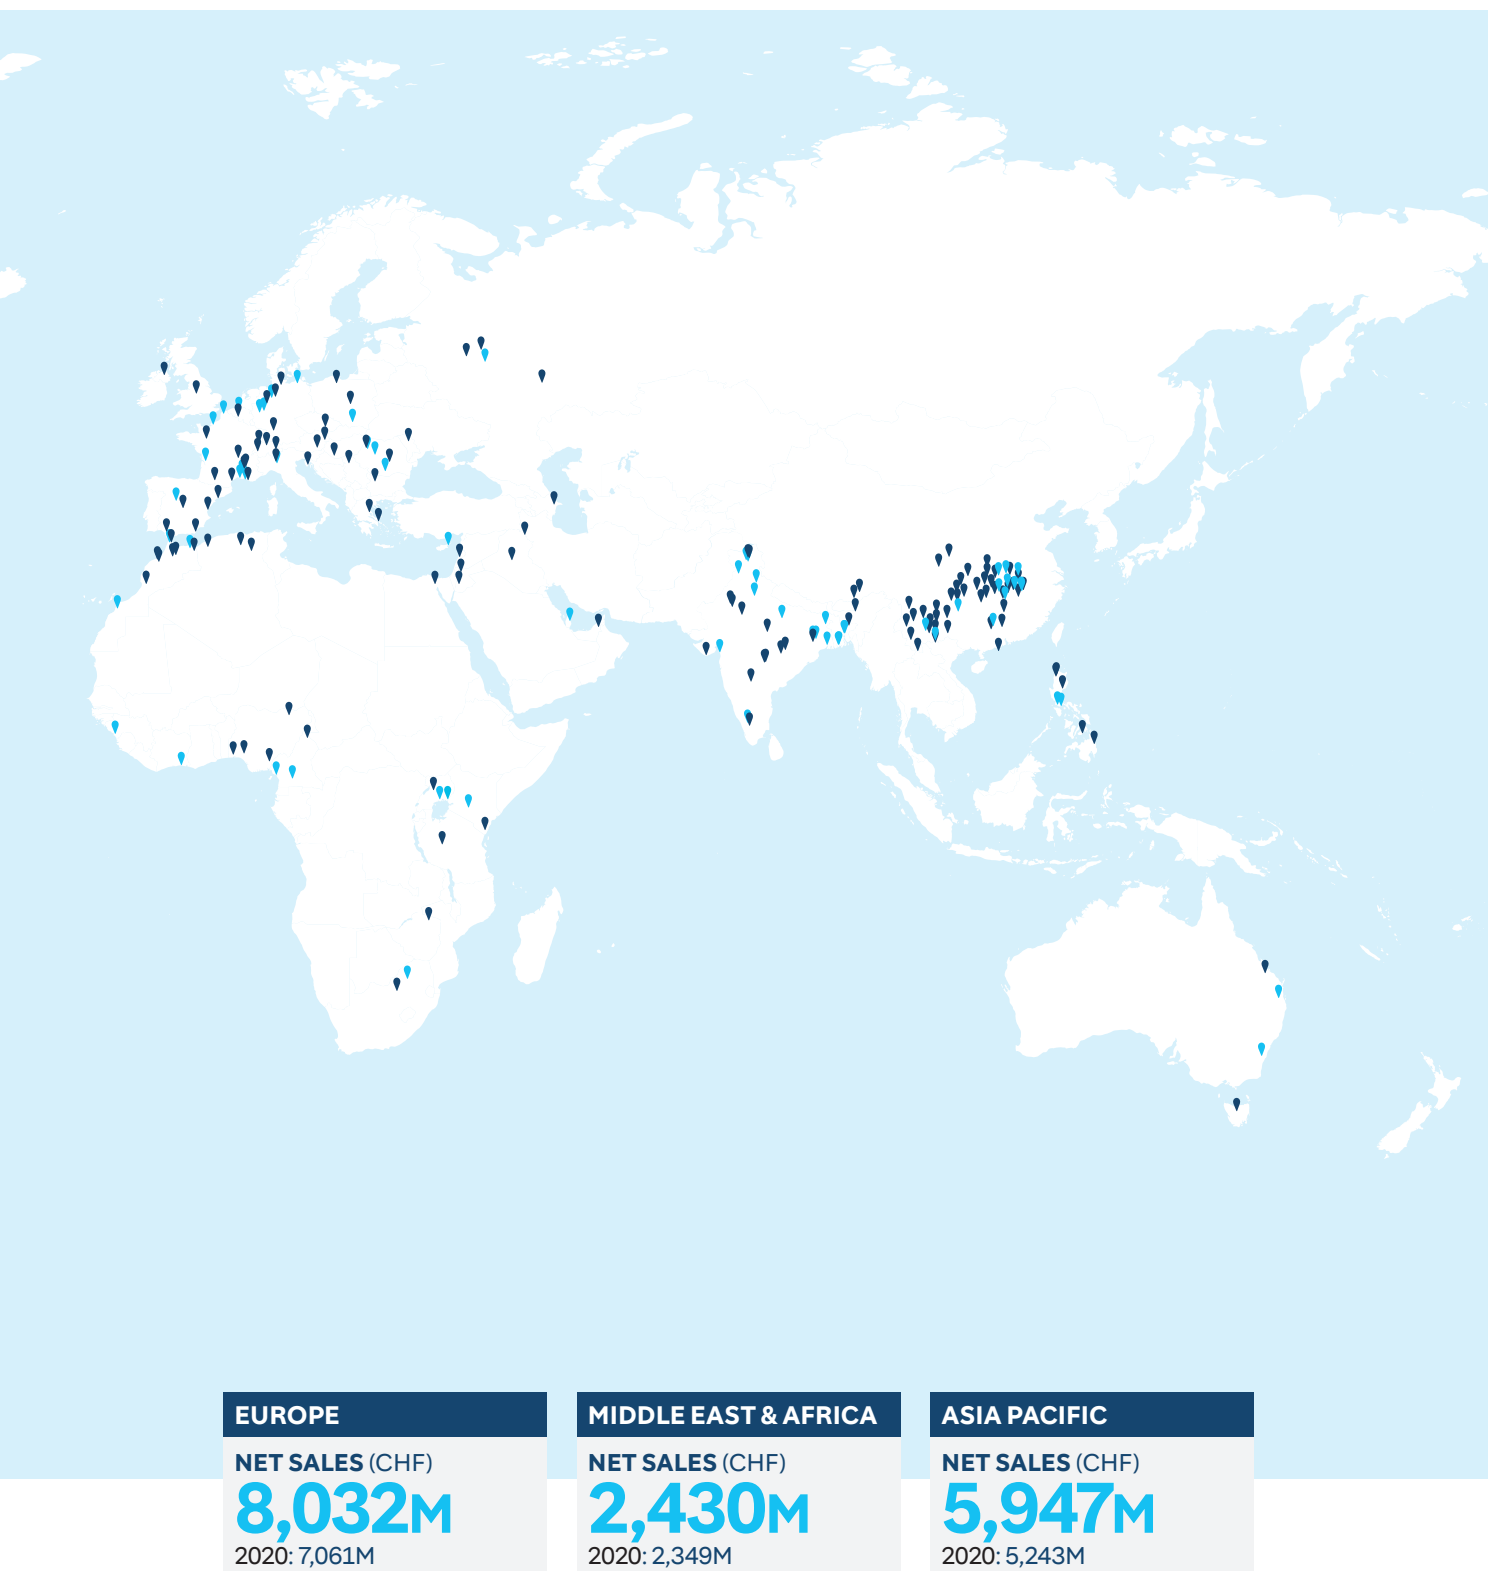 EUROPE
NET SALES (CHF)
8,032M
2020: 7,061M
MIDDLE EAST & AFRICA
NET SALES (CHF)
2,430M
2020: 2,349M
ASIA PACIFIC
NET SALES (CHF)
5,947M
2020: 5,243M